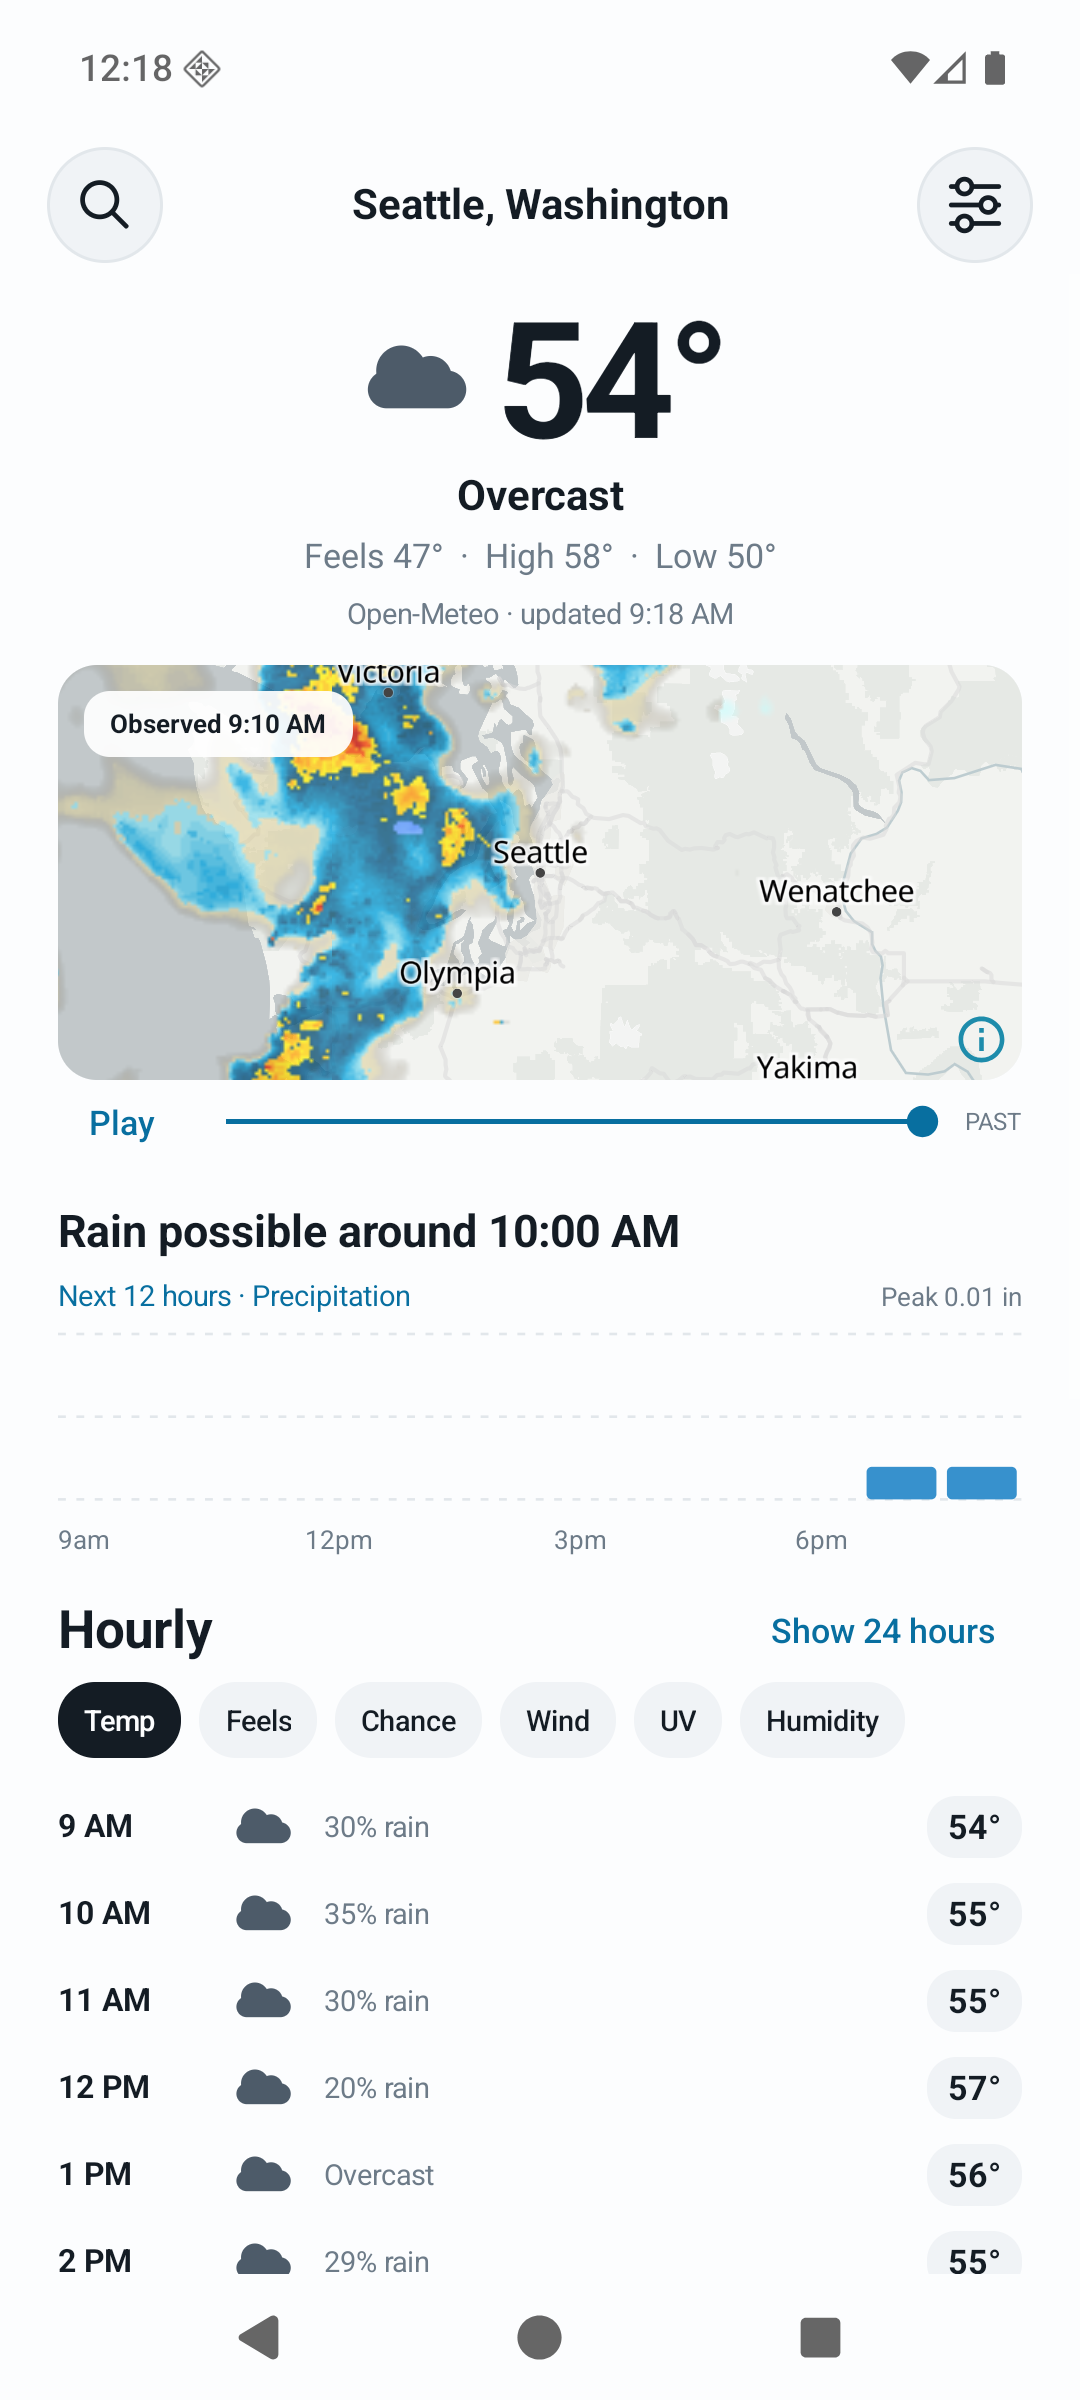 12:18
Seattle, Washington
54°
Overcast
Feels 47° · High 58° · Low 50°
Open-Meteo · updated 9:18 AM
Victoria
Observed 9:10 AM
Seattle
Wenatchee
Olympia
Yakima
Play
PAST
Rain possible around 10:00 AM
Next 12 hours · Precipitation
Peak 0.01 in
9am 12pm 3pm 6pm
Hourly
Show 24 hours
Temp Feels Chance Wind UV Humidity
9 AM 30% rain 54°
10 AM 35% rain 55°
11 AM 30% rain 55°
12 PM 20% rain 57°
1 PM Overcast 56°
2 PM 29% rain 55°